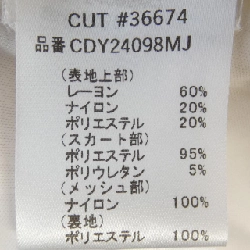 CUT #36674
品番 CDY24098MJ
(表地上部)
レーヨン 60%
ナイロン 20%
ポリエステル 20%
(スカート部)
ポリエステル 95%
ポリウレタン 5%
(メッシュ部)
ナイロン 100%
(裏地)
ポリエステル 100%